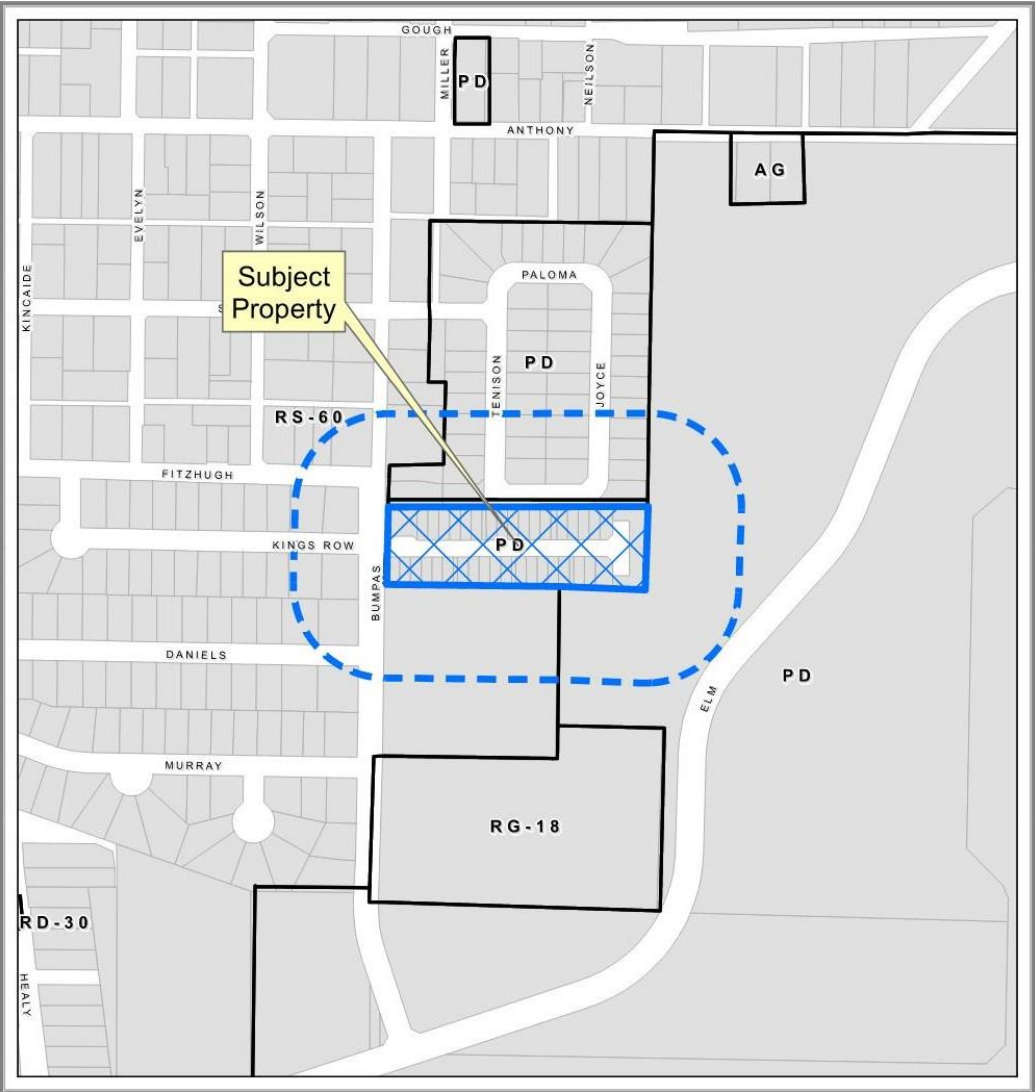 GOUGH
MILLER
PD
NEILSON
ANTHONY
AG
EVELYN
WILSON
KINCAIDE
Subject
Property
S
PALOMA
PD
TENISON
JOYCE
RS-60
FITZHUGH
KINGS ROW
PD
BUMPAS
DANIELS
PD
ELM
MURRAY
RG-18
RD-30
HEALY